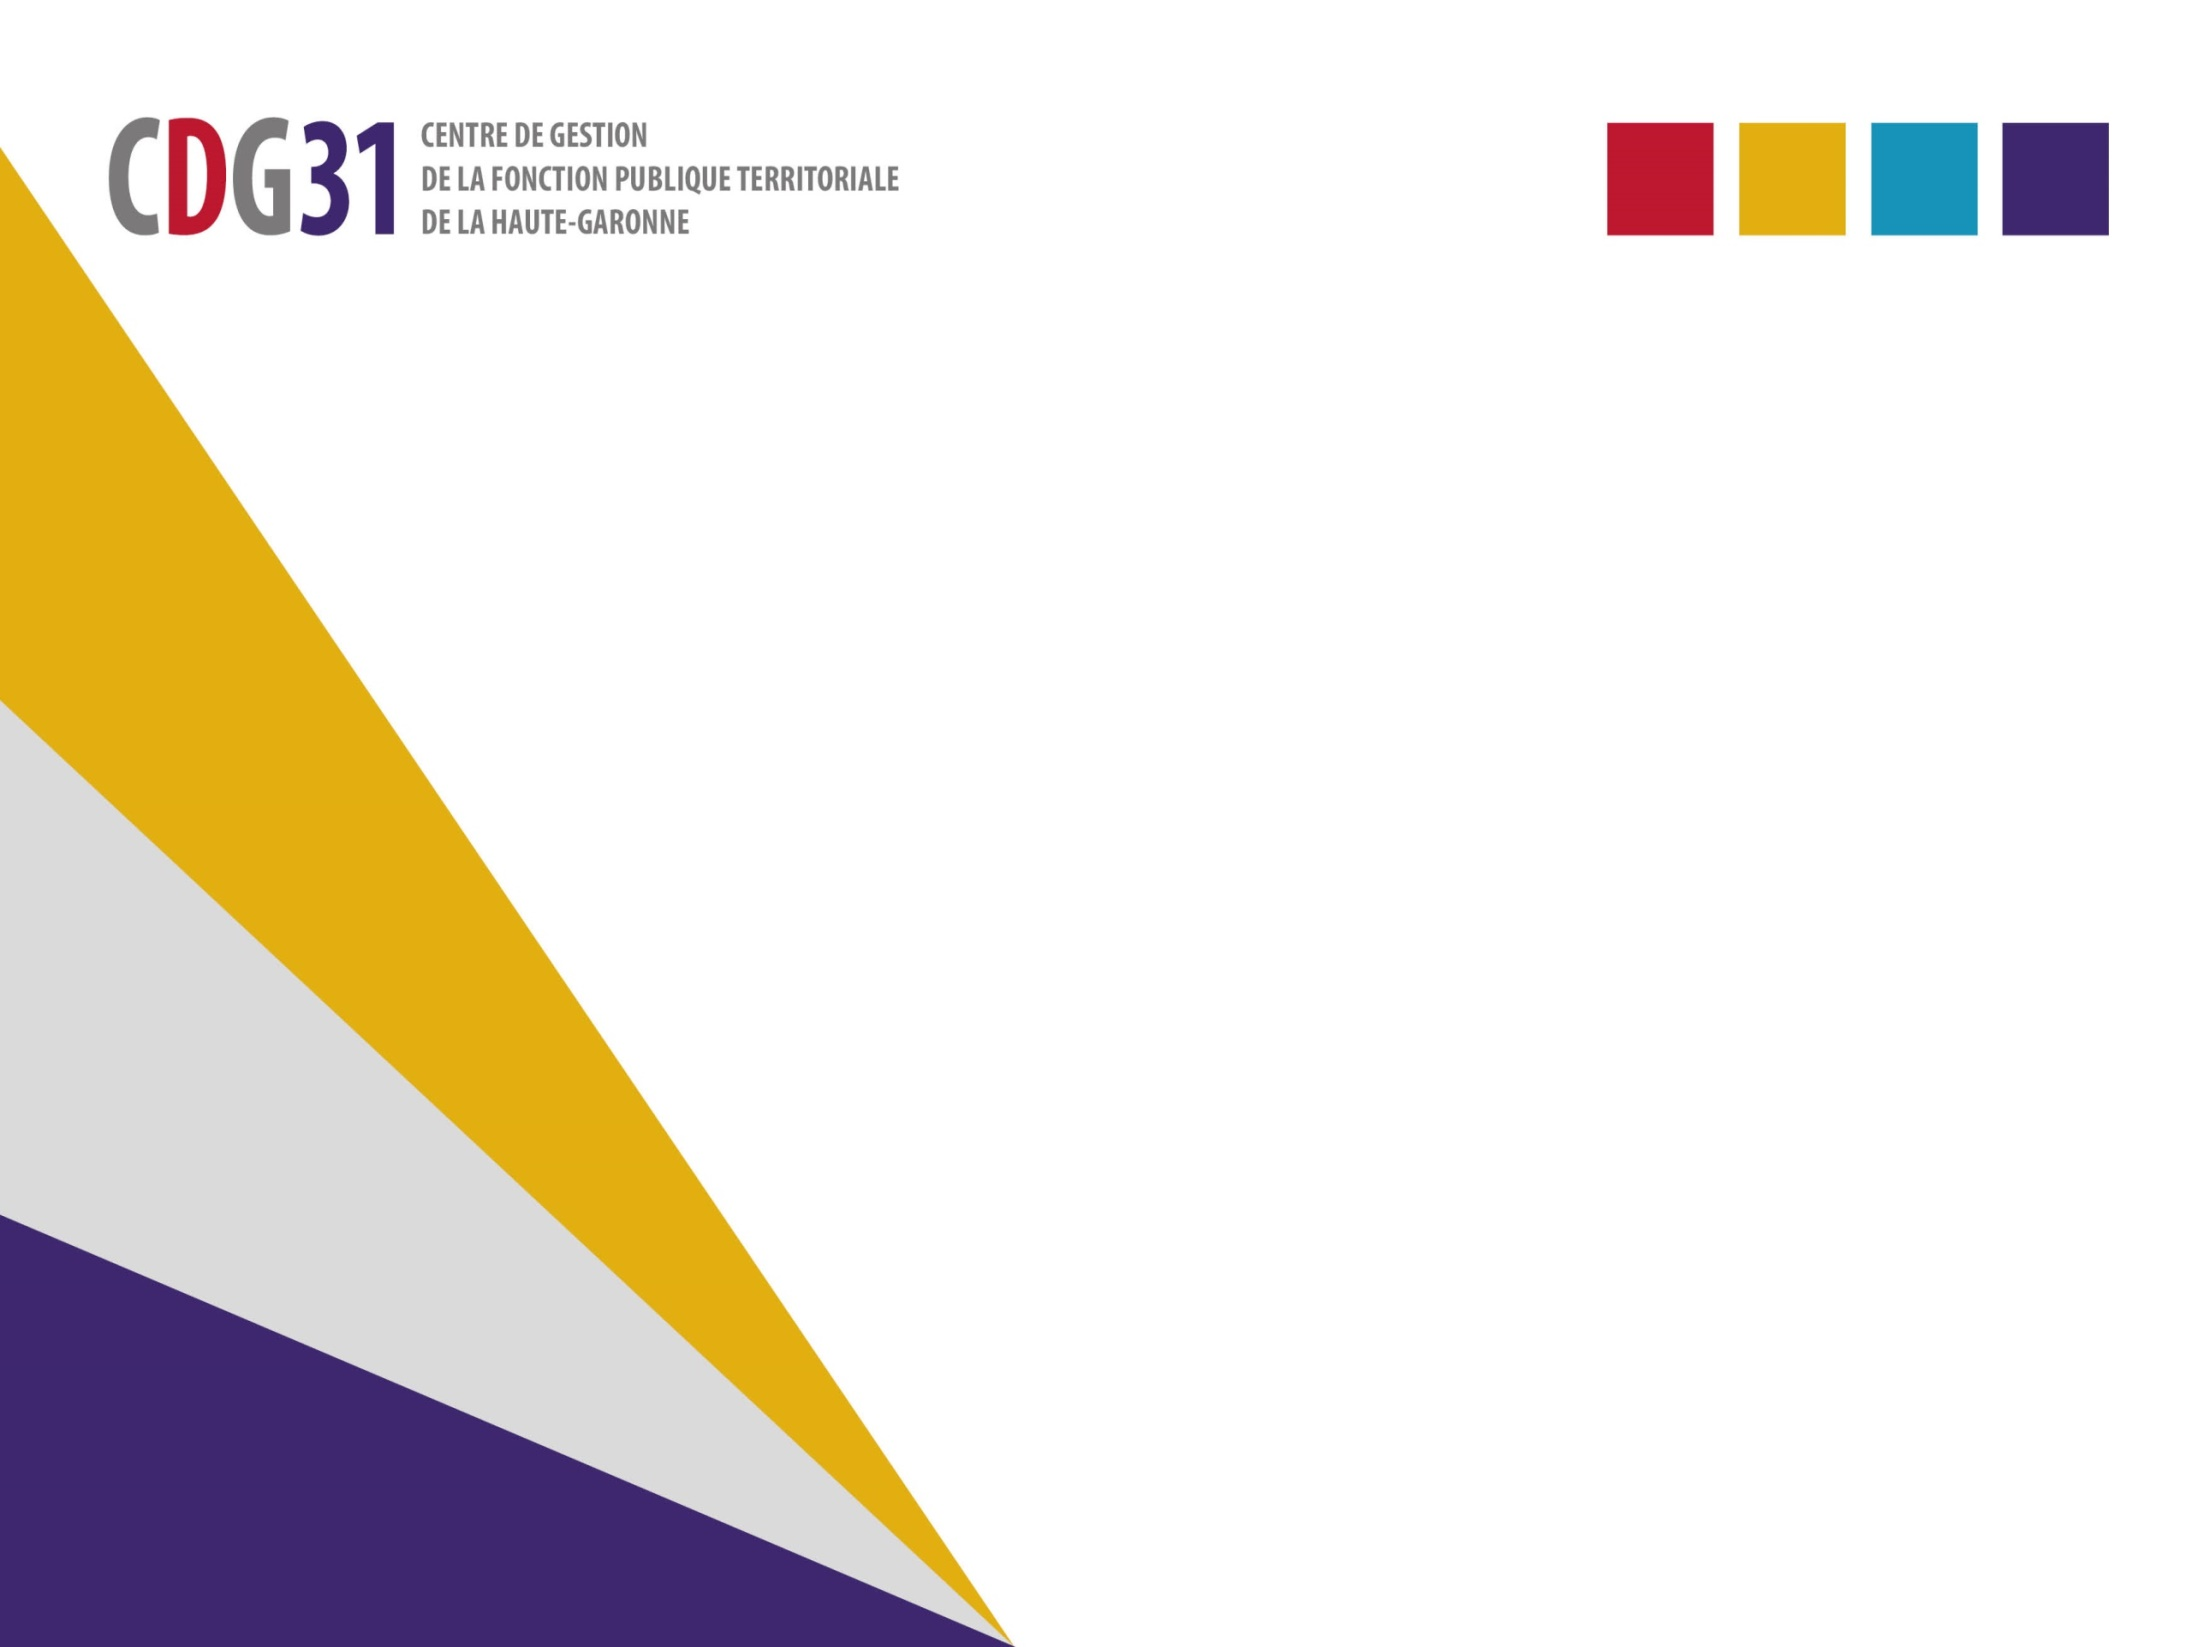 CDG31
CENTRE DE GESTION
DE LA FONCTION PUBLIQUE TERRITORIALE
DE LA HAUTE-GARONNE